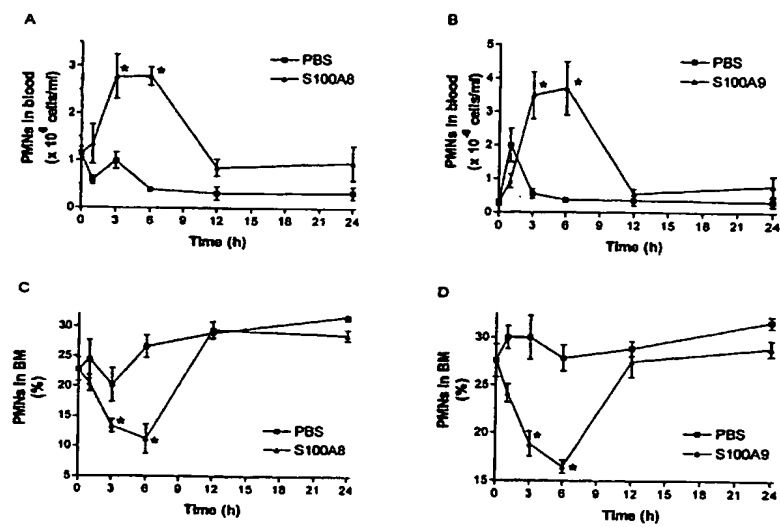 A
PMNs in blood
(x 10⁶ cells/ml)
3
2
1
0
* *
PBS
S100A8
0 3 6 9 12 15 18 21 24
Time (h)
B
PMNs in blood
(x 10⁻⁶ cells/ml)
5
4
3
2
1
0
* *
PBS
S100A9
0 3 6 9 12 15 18 21 24
Time (h)
C
PMNs in BM
(%)
30
25
20
15
10
5
* *
PBS
S100A8
0 3 6 9 12 15 18 21 24
Time (h)
D
PMNs in BM
(%)
30
25
20
15
* *
PBS
S100A9
0 3 6 9 12 15 18 21 24
Time (h)